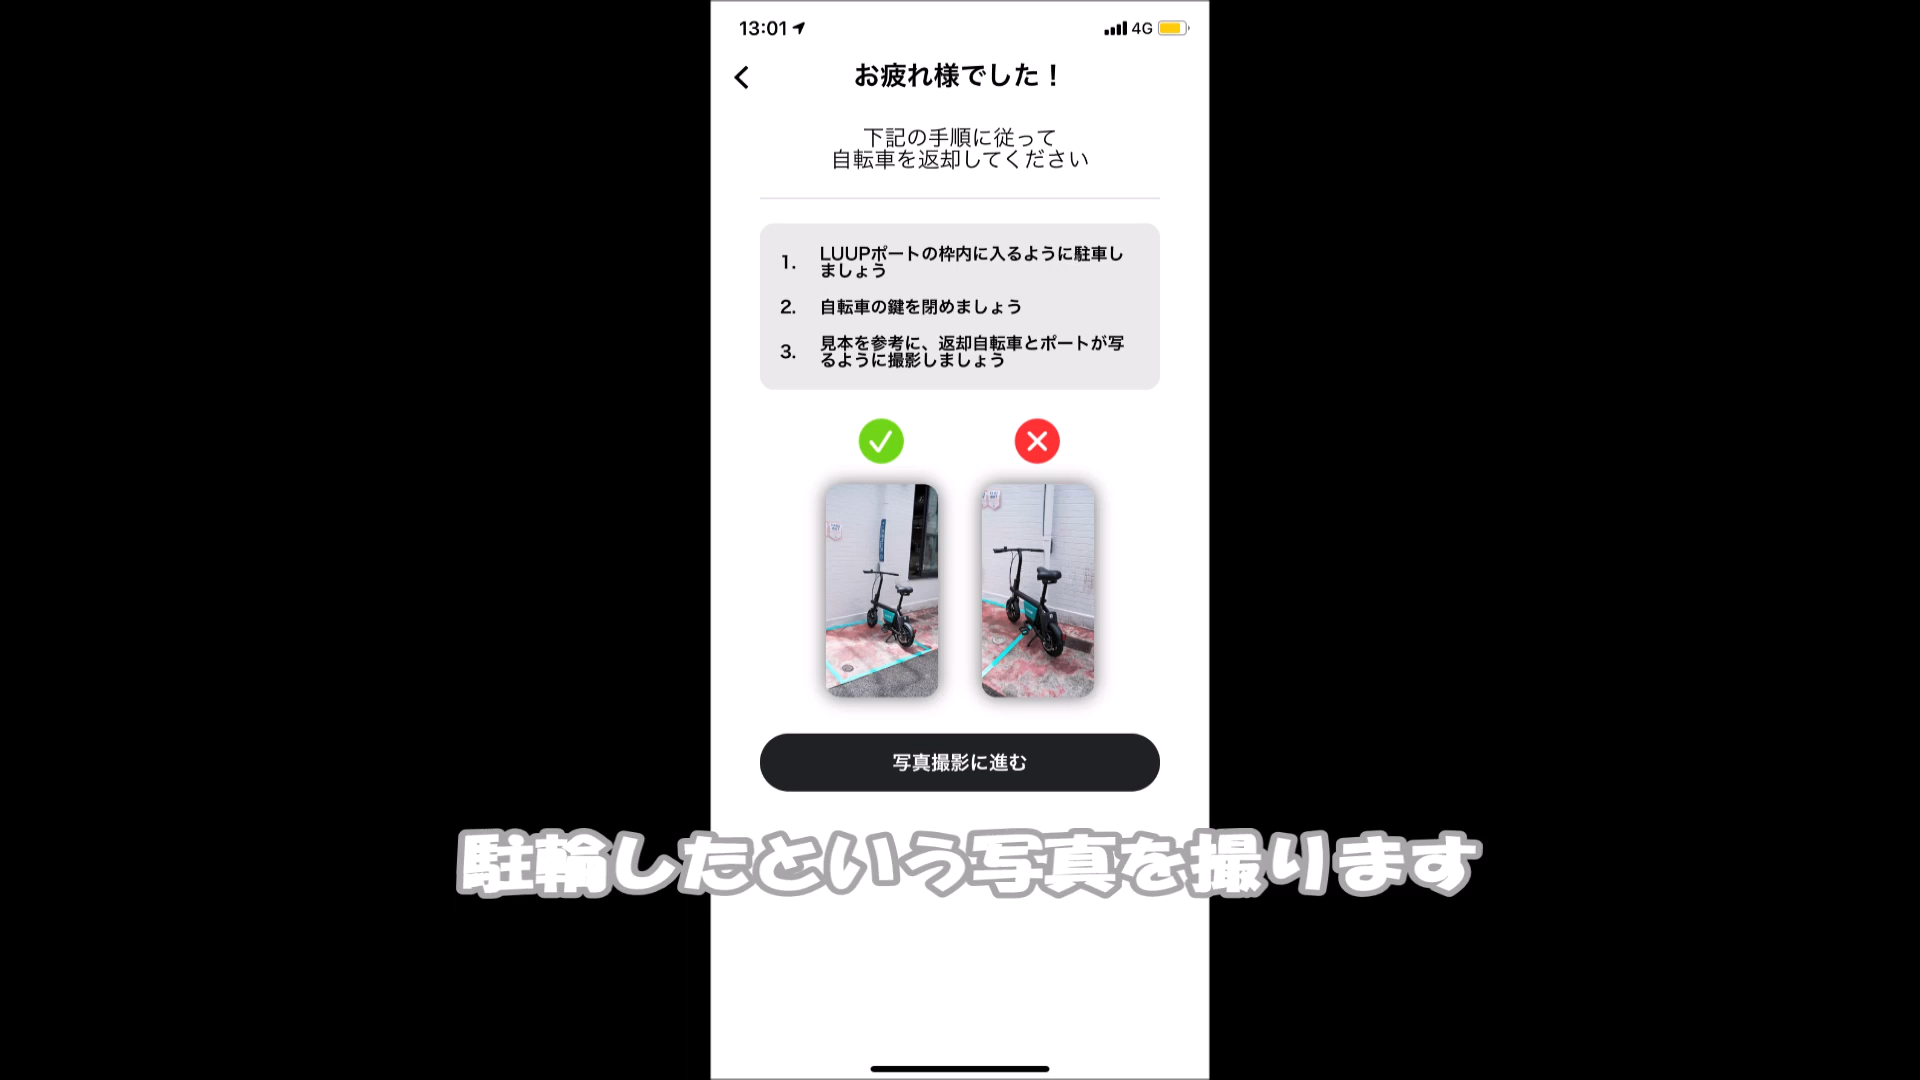 13:01
4G
お疲れ様でした！
下記の手順に従って
自転車を返却してください
1. LUUPポートの枠内に入るように駐車し
ましょう
2. 自転車の鍵を閉めましょう
3. 見本を参考に、返却自転車とポートが写
るように撮影しましょう
写真撮影に進む
駐輪したという写真を撮ります